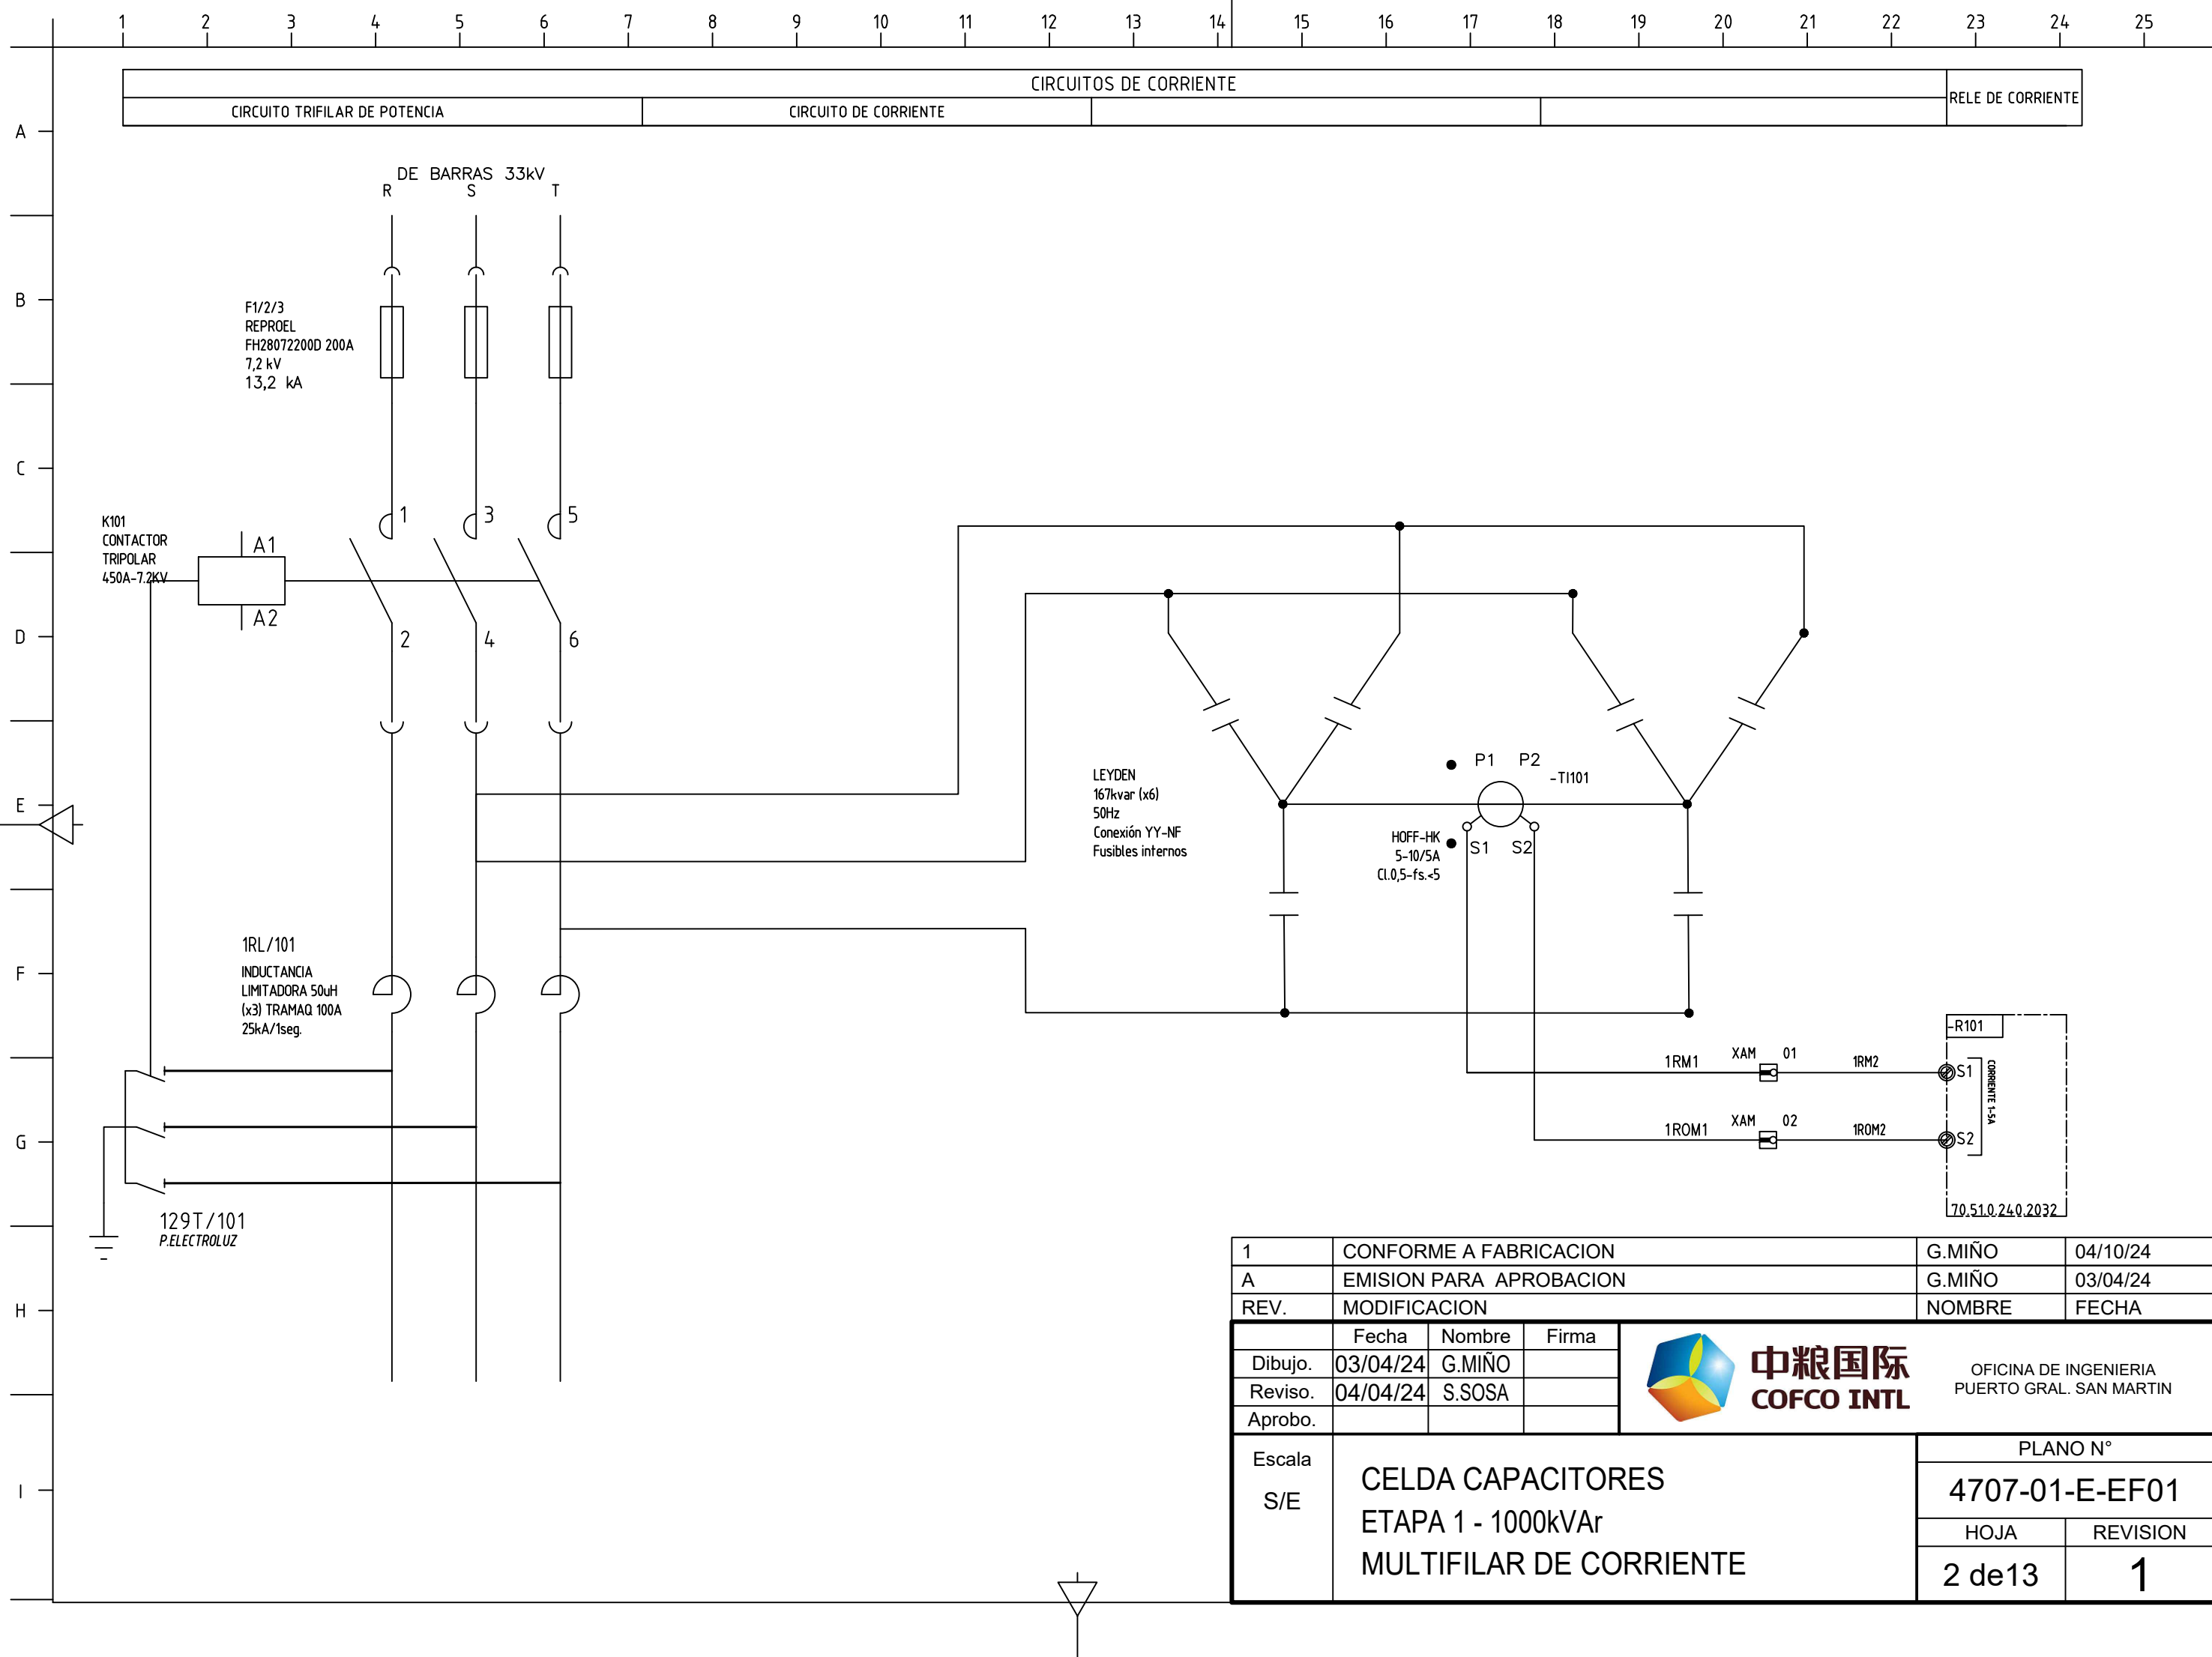 1 2 3 4 5 6 7 8 9 10 11 12 13 14 15 16 17 18 19 20 21 22 23 24 25
CIRCUITOS DE CORRIENTE
CIRCUITO TRIFILAR DE POTENCIA
CIRCUITO DE CORRIENTE
RELE DE CORRIENTE
A
B
C
D
E
F
G
H
I
DE BARRAS 33kV
R S T
F1/2/3
REPROEL
FH28072200D 200A
7,2 kV
13,2 kA
K101
CONTACTOR
TRIPOLAR
450A-7.2KV
A1
A2
1 3 5
2 4 6
LEYDEN
167kvar (x6)
50Hz
Conexión YY-NF
Fusibles internos
P1 P2
-TI101
HOFF-HK
5-10/5A
Cl.0,5-fs.<5
S1 S2
1RL/101
INDUCTANCIA
LIMITADORA 50uH
(x3) TRAMAQ 100A
25kA/1seg.
129T/101
P.ELECTROLUZ
1RM1 XAM 01 1RM2
1ROM1 XAM 02 1ROM2
-R101
S1
S2
CORRIENTE 1-5A
70.51.0.240.2032
1 CONFORME A FABRICACION G.MIÑO 04/10/24
A EMISION PARA APROBACION G.MIÑO 03/04/24
REV. MODIFICACION NOMBRE FECHA
Fecha Nombre Firma
Dibujo. 03/04/24 G.MIÑO
Reviso. 04/04/24 S.SOSA
Aprobo.
中粮国际
COFCO INTL
OFICINA DE INGENIERIA
PUERTO GRAL. SAN MARTIN
Escala
S/E
CELDA CAPACITORES
ETAPA 1 - 1000kVAr
MULTIFILAR DE CORRIENTE
PLANO N°
4707-01-E-EF01
HOJA REVISION
2 de13 1